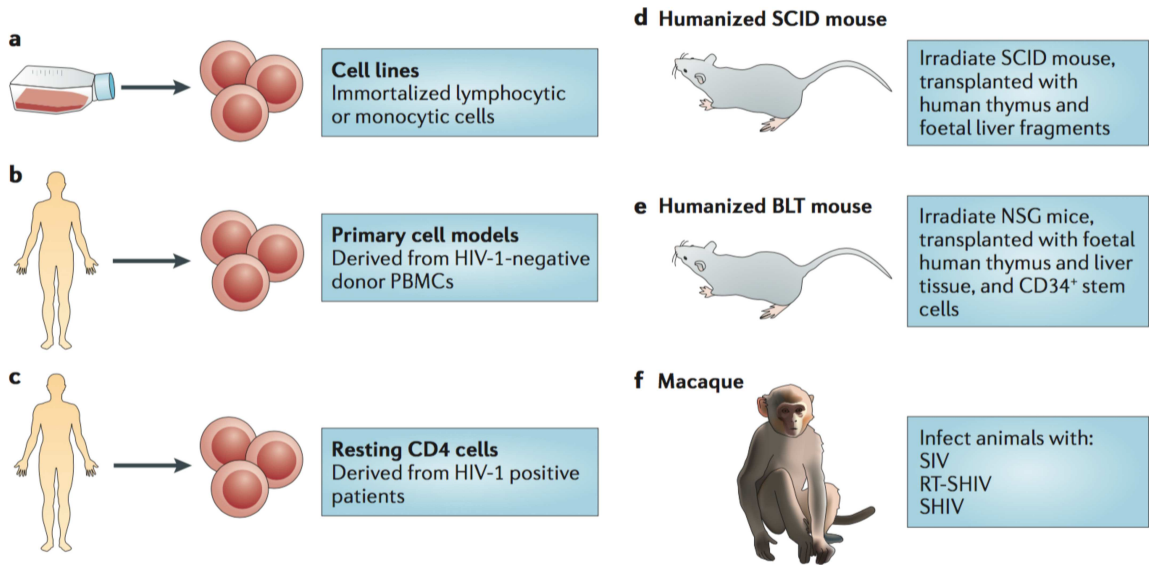 a
Cell lines
Immortalized lymphocytic
or monocytic cells
b
Primary cell models
Derived from HIV-1-negative
donor PBMCs
c
Resting CD4 cells
Derived from HIV-1 positive
patients
d Humanized SCID mouse
Irradiate SCID mouse,
transplanted with
human thymus and
foetal liver fragments
e Humanized BLT mouse
Irradiate NSG mice,
transplanted with foetal
human thymus and liver
tissue, and CD34⁺ stem
cells
f Macaque
Infect animals with:
SIV
RT-SHIV
SHIV